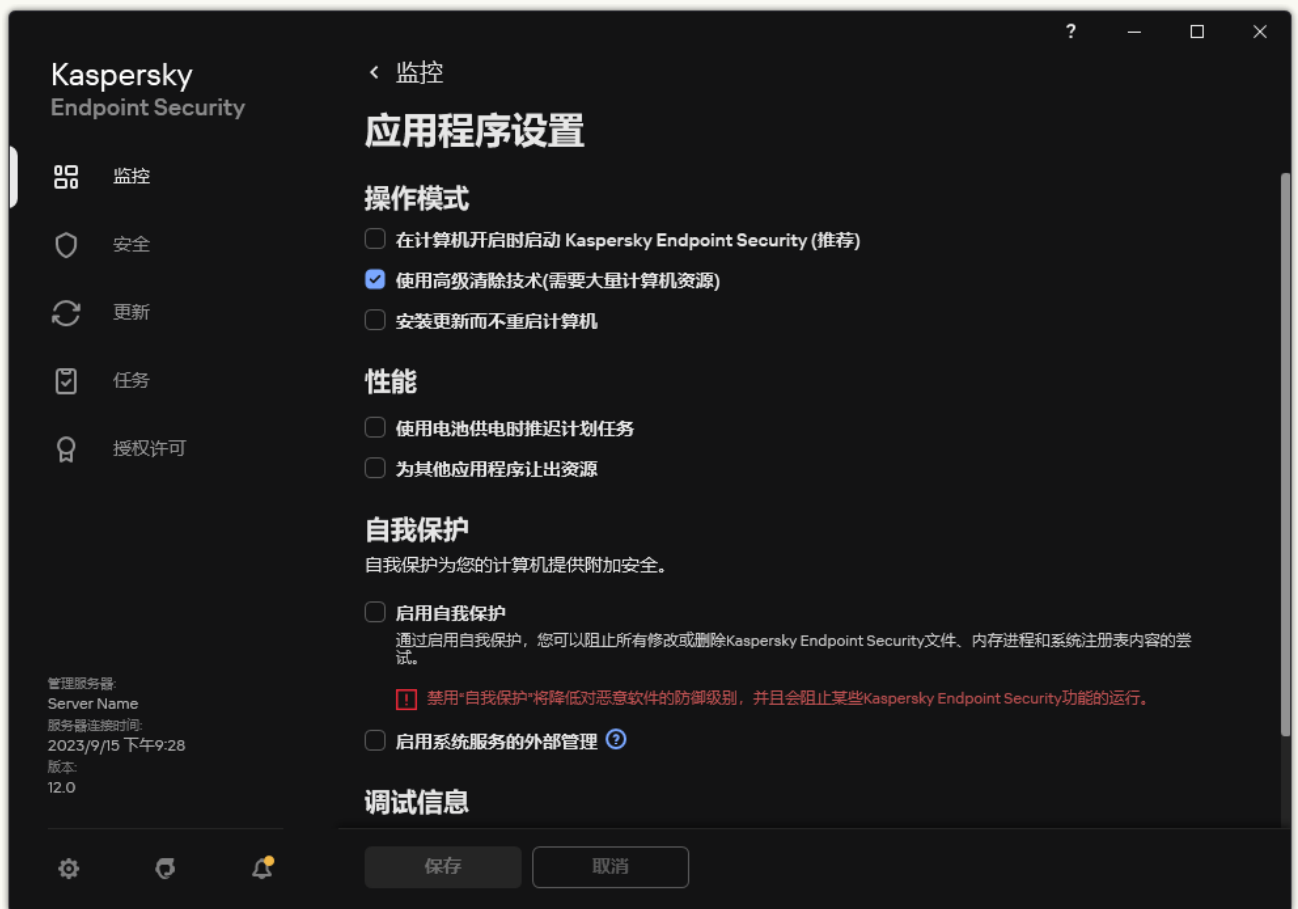 ?
Kaspersky
Endpoint Security
监控
安全
更新
任务
授权许可
管理服务器:
Server Name
服务器连接时间:
2023/9/15 下午9:28
版本:
12.0
监控
应用程序设置
操作模式
在计算机开启时启动 Kaspersky Endpoint Security (推荐)
使用高级清除技术(需要大量计算机资源)
安装更新而不重启计算机
性能
使用电池供电时推迟计划任务
为其他应用程序让出资源
自我保护
自我保护为您的计算机提供附加安全。
启用自我保护
通过启用自我保护，您可以阻止所有修改或删除Kaspersky Endpoint Security文件、内存进程和系统注册表内容的尝
试。
禁用“自我保护”将降低对恶意软件的防御级别，并且会阻止某些Kaspersky Endpoint Security功能的运行。
启用系统服务的外部管理 ?
调试信息
保存
取消